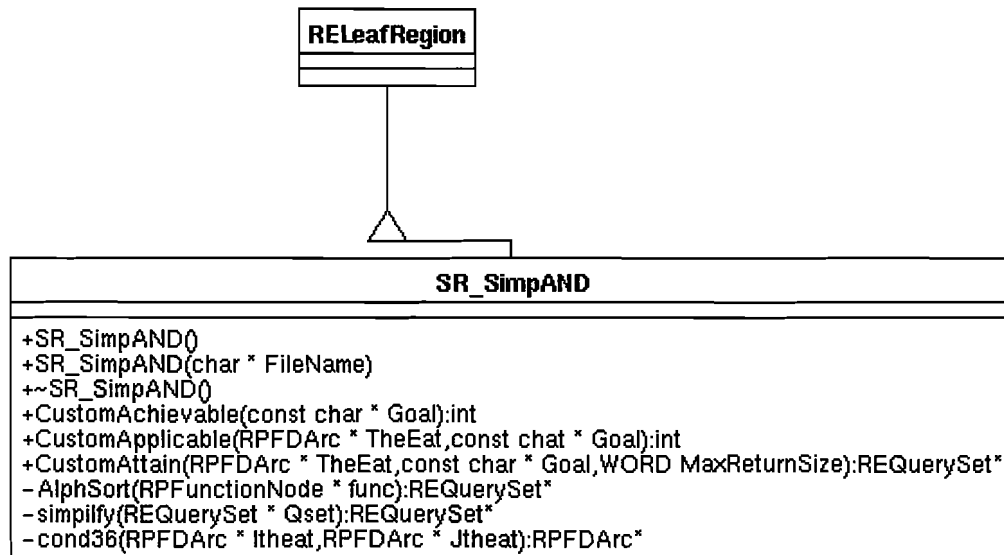 RELeafRegion
SR_SimpAND
+SR_SimpAND()
+SR_SimpAND(char * FileName)
+~SR_SimpAND()
+CustomAchievable(const char * Goal):int
+CustomApplicable(RPFDArc * TheEat,const chat * Goal):int
+CustomAttain(RPFDArc * TheEat,const char * Goal,WORD MaxReturnSize):REQuerySet*
-AlphSort(RPFunctionNode * func):REQuerySet*
-simpilfy(REQuerySet * Qset):REQuerySet*
-cond36(RPFDArc * Itheat,RPFDArc * Jtheat):RPFDArc*